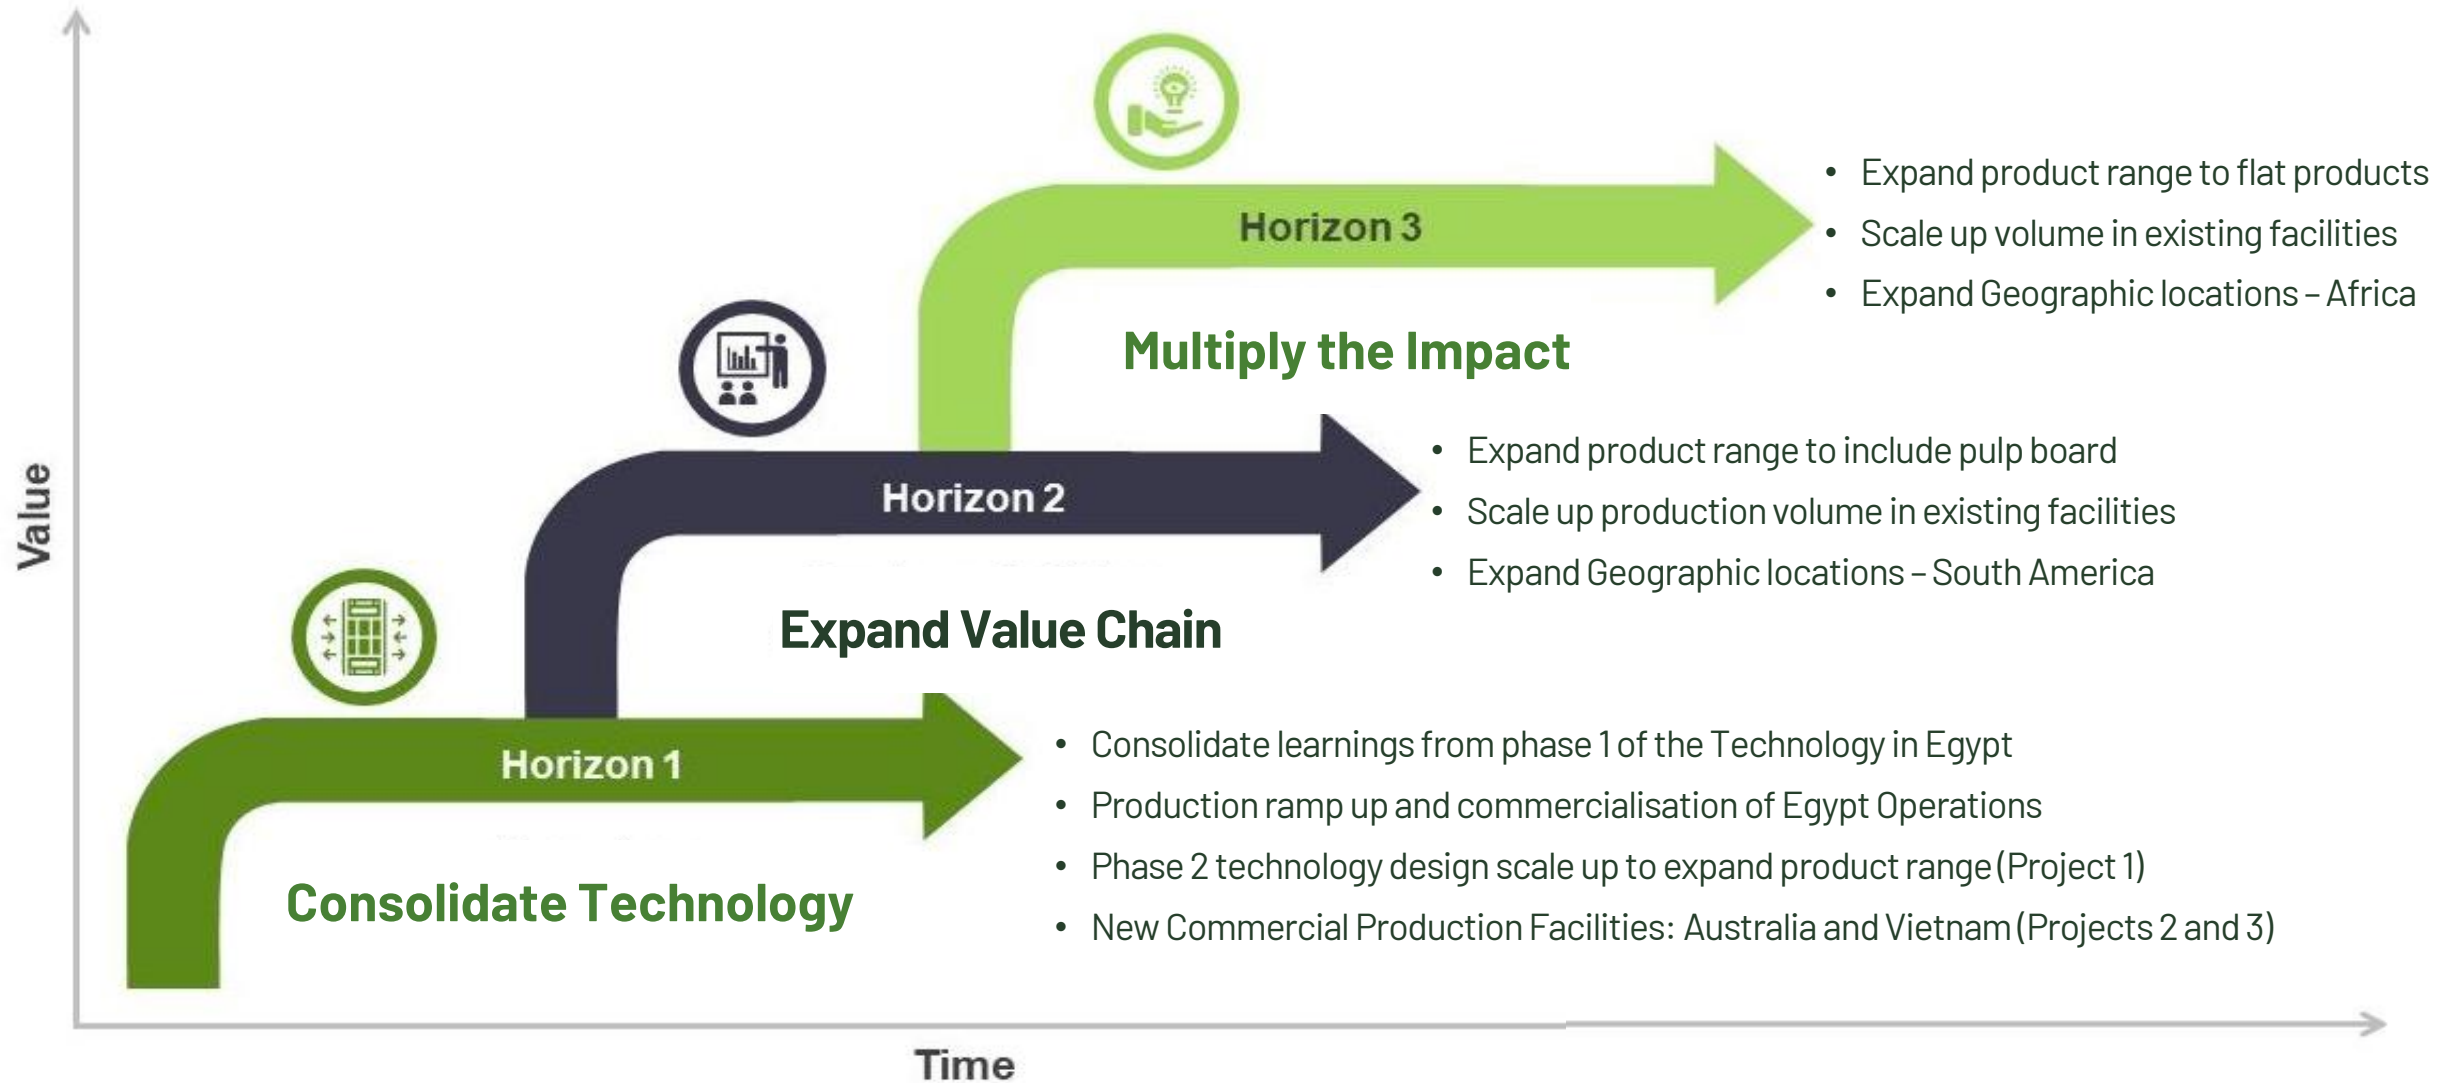 Value
Horizon 3
• Expand product range to flat products
• Scale up volume in existing facilities
• Expand Geographic locations – Africa
Multiply the Impact
Horizon 2
• Expand product range to include pulp board
• Scale up production volume in existing facilities
• Expand Geographic locations – South America
Expand Value Chain
Horizon 1
• Consolidate learnings from phase 1 of the Technology in Egypt
• Production ramp up and commercialisation of Egypt Operations
• Phase 2 technology design scale up to expand product range (Project 1)
• New Commercial Production Facilities: Australia and Vietnam (Projects 2 and 3)
Consolidate Technology
Time